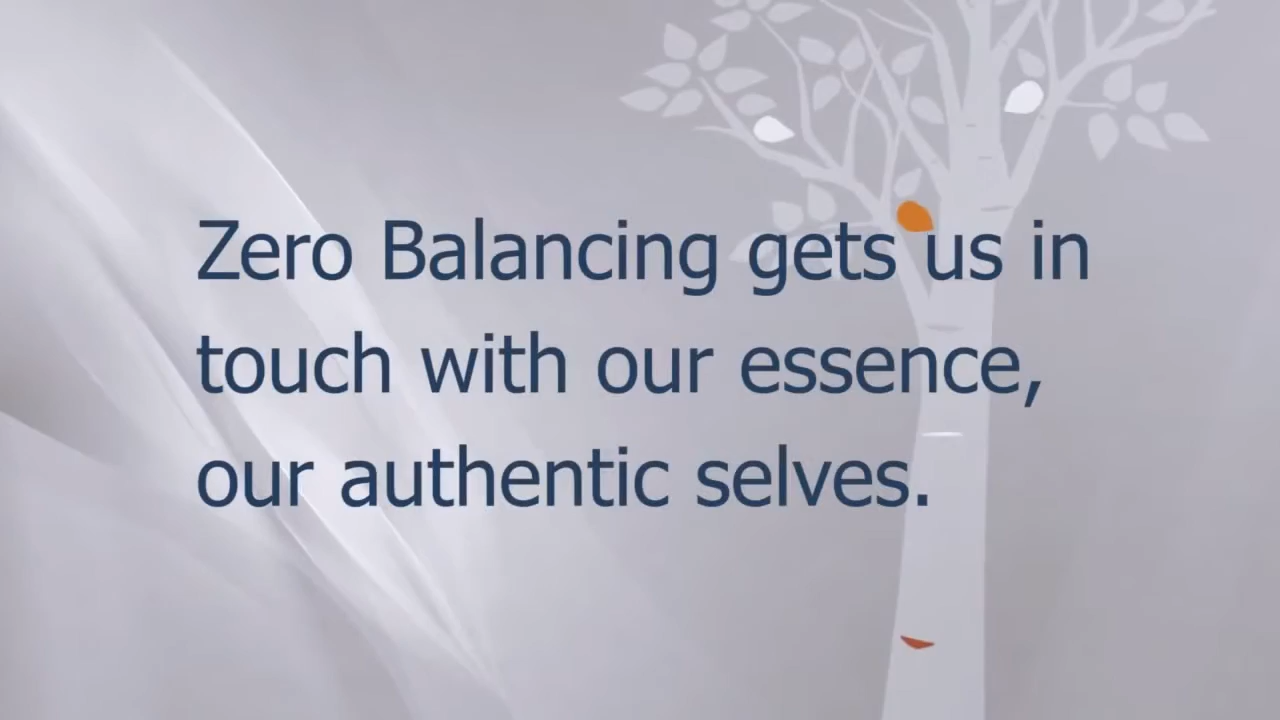 Zero Balancing gets us in
touch with our essence,
our authentic selves.